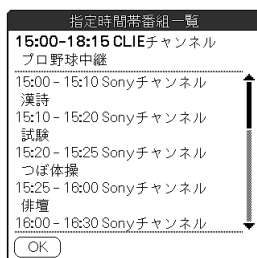 指定時間帯番組一覧
15:00-18:15 CLIEチャンネル
プロ野球中継
15:00 - 15:10 Sonyチャンネル
漢詩
15:10 - 15:20 Sonyチャンネル
試験
15:20 - 15:25 Sonyチャンネル
つぼ体操
15:25 - 16:00 Sonyチャンネル
俳壇
16:00 - 16:30 Sonyチャンネル
OK